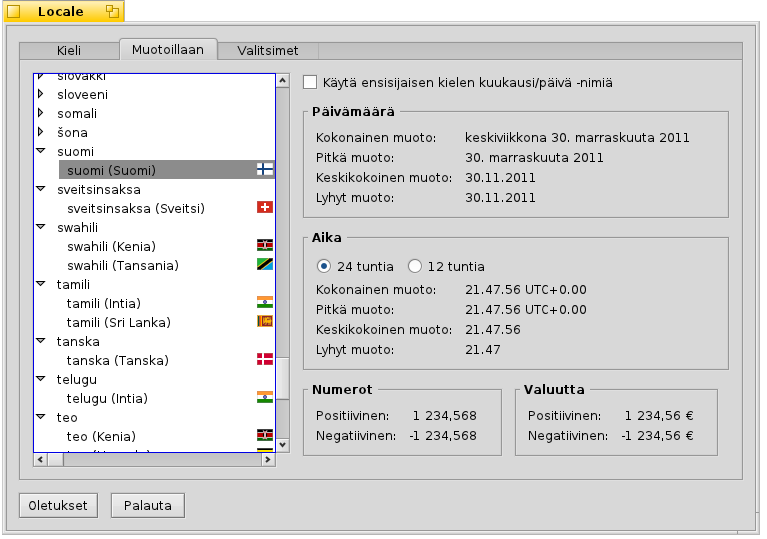 Locale
Kieli
Muotoillaan
Valitsimet
slovakki
sloveeni
somali
šona
suomi
suomi (Suomi)
sveitsinsaksa
sveitsinsaksa (Sveitsi)
swahili
swahili (Kenia)
swahili (Tansania)
tamili
tamili (Intia)
tamili (Sri Lanka)
tanska
tanska (Tanska)
telugu
telugu (Intia)
teo
teo (Kenia)
Käytä ensisijaisen kielen kuukausi/päivä -nimiä
Päivämäärä
Kokonainen muoto: keskiviikkona 30. marraskuuta 2011
Pitkä muoto: 30. marraskuuta 2011
Keskikokoinen muoto: 30.11.2011
Lyhyt muoto: 30.11.2011
Aika
24 tuntia 12 tuntia
Kokonainen muoto: 21.47.56 UTC+0.00
Pitkä muoto: 21.47.56 UTC+0.00
Keskikokoinen muoto: 21.47.56
Lyhyt muoto: 21.47
Numerot
Positiivinen: 1 234,568
Negatiivinen: -1 234,568
Valuutta
Positiivinen: 1 234,56 €
Negatiivinen: -1 234,56 €
Oletukset
Palauta